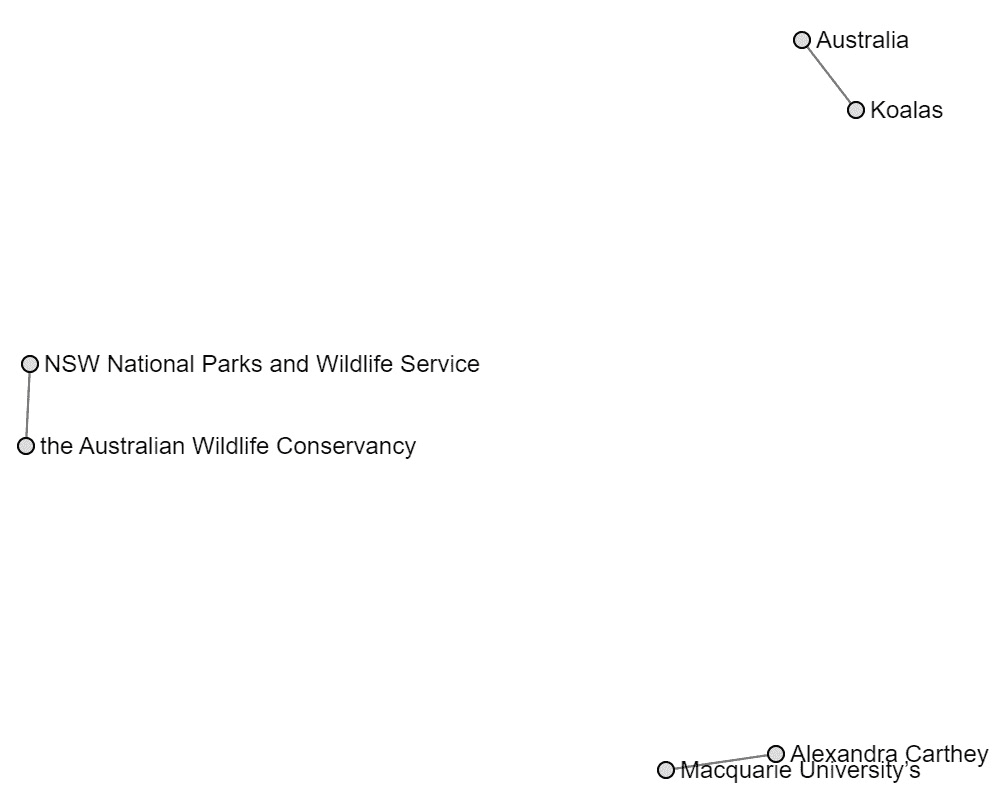 Australia
Koalas
NSW National Parks and Wildlife Service
the Australian Wildlife Conservancy
Alexandra Carthey
Macquarie University’s